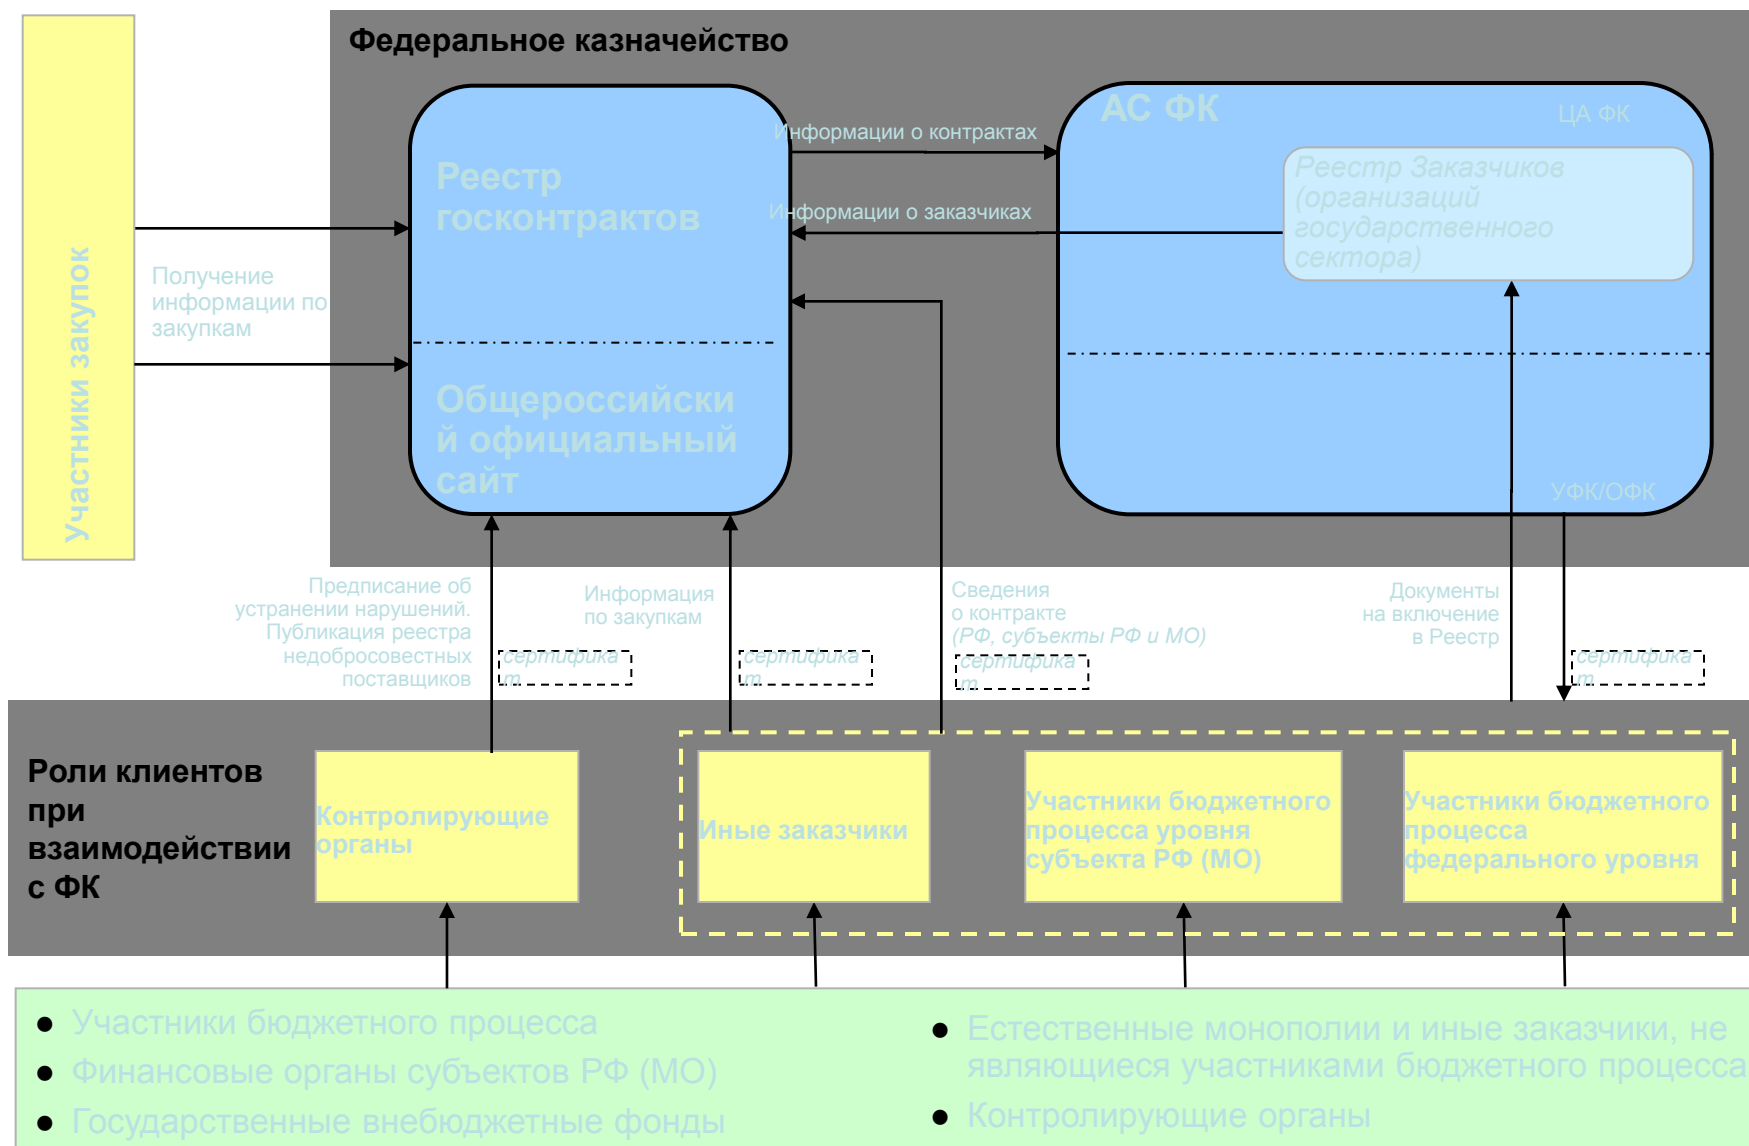 Федеральное казначейство
Участники закупок
АС ФК
ЦА ФК
Информации о контрактах
Реестр
госконтрактов
Реестр Заказчиков
(организаций
государственного
сектора)
Информации о заказчиках
Получение
информации по
закупкам
Общероссийски
й официальный
сайт
УФК/ОФК
Предписание об
устранении нарушений.
Публикация реестра
недобросовестных
поставщиков
сертифика
т
Информация
по закупкам
сертифика
т
Сведения
о контракте
(РФ, субъекты РФ и МО)
сертифика
т
Документы
на включение
в Реестр
сертифика
т
Роли клиентов
при
взаимодействии
с ФК
Контролирующие
органы
Иные заказчики
Участники бюджетного
процесса уровня
субъекта РФ (МО)
Участники бюджетного
процесса
федерального уровня
● Участники бюджетного процесса
● Финансовые органы субъектов РФ (МО)
● Государственные внебюджетные фонды
● Естественные монополии и иные заказчики, не
являющиеся участниками бюджетного процесса
● Контролирующие органы